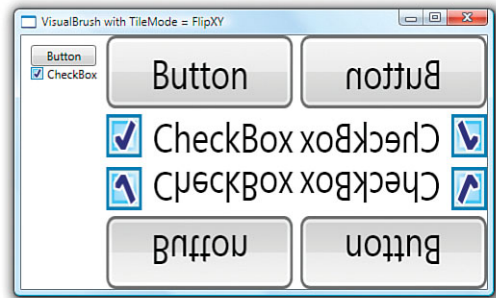 VisualBrush with TileMode = FlipXY
Button
CheckBox
Button Button
CheckBox CheckBox
CheckBox CheckBox
Button Button